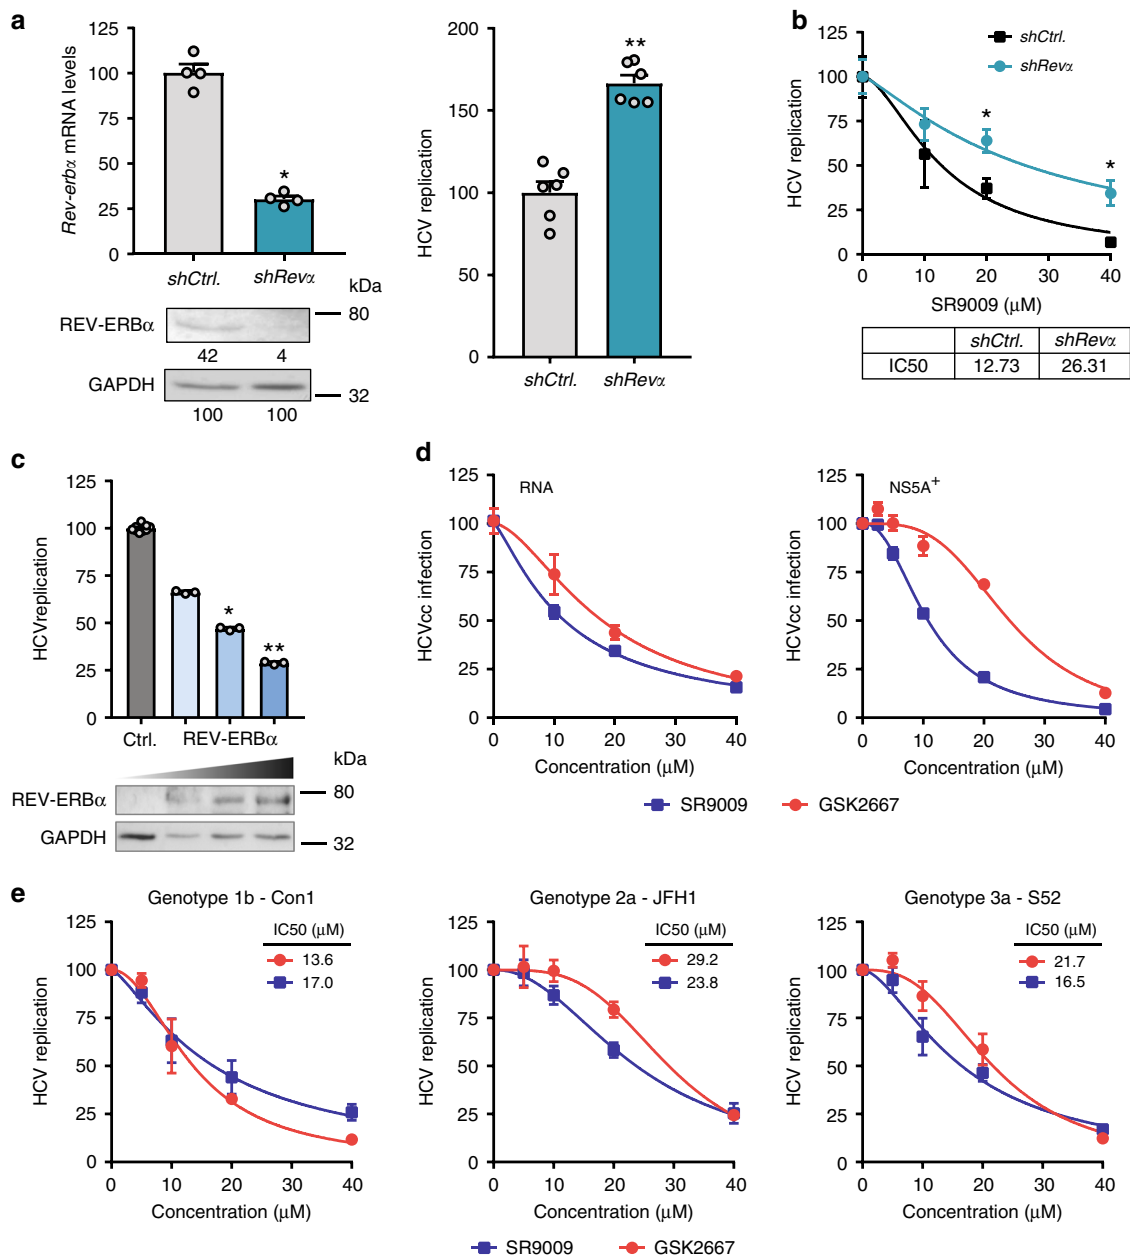 a
Rev-erbα mRNA levels
125
100
75
50
25
0
*
shCtrl.
shRevα
kDa
REV-ERBα
80
42
4
GAPDH
32
100
100
HCV replication
200
150
100
50
0
**
shCtrl.
shRevα
b
HCV replication
125
100
75
50
25
0
shCtrl.
shRevα
*
*
0
10
20
30
40
SR9009 (μM)
shCtrl.
shRevα
IC50
12.73
26.31
c
HCVreplication
125
100
75
50
25
0
*
**
Ctrl.
REV-ERBα
kDa
REV-ERBα
80
GAPDH
32
d
HCVcc infection
125
100
75
50
25
0
RNA
0
10
20
30
40
Concentration (μM)
HCVcc infection
125
100
75
50
25
0
NS5A+
0
10
20
30
40
Concentration (μM)
SR9009
GSK2667
e
Genotype 1b - Con1
HCV replication
125
100
75
50
25
0
IC50 (μM)
13.6
17.0
0
10
20
30
40
Concentration (μM)
Genotype 2a - JFH1
HCV replication
125
100
75
50
25
0
IC50 (μM)
29.2
23.8
0
10
20
30
40
Concentration (μM)
Genotype 3a - S52
HCV replication
125
100
75
50
25
0
IC50 (μM)
21.7
16.5
0
10
20
30
40
Concentration (μM)
SR9009
GSK2667